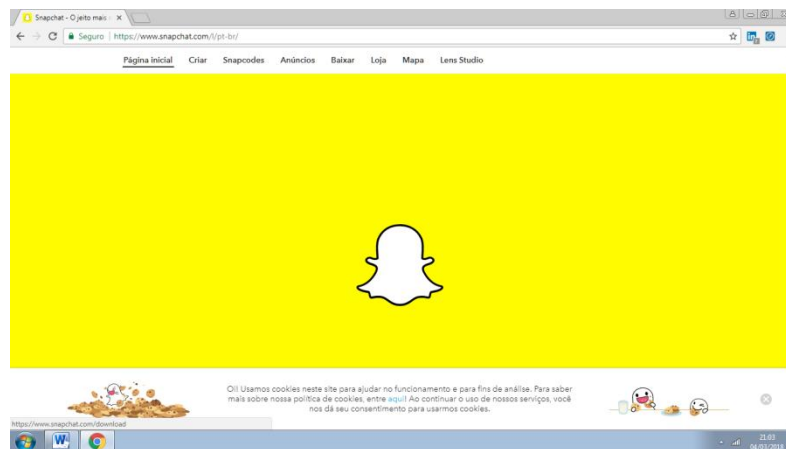 Snapchat - O jeito mais
Seguro https://www.snapchat.com/l/pt-br/
Página inicial Criar Snapcodes Anúncios Baixar Loja Mapa Lens Studio
Oi! Usamos cookies neste site para ajudar no funcionamento e para fins de análise. Para saber
mais sobre nossa política de cookies, entre aqui! Ao continuar o uso de nossos serviços, você
nos dá seu consentimento para usarmos cookies.
https://www.snapchat.com/download
21:03
04/03/2018